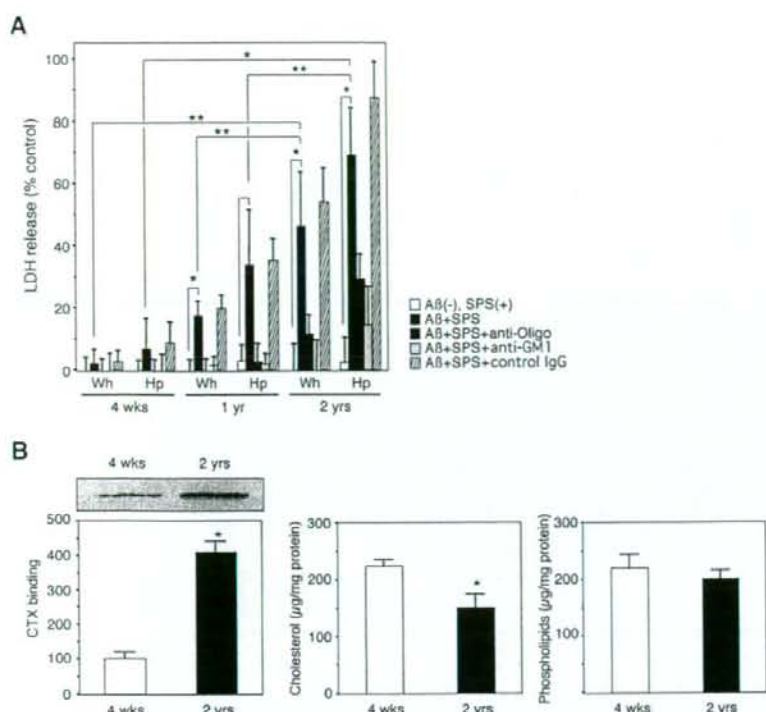 A
LDH release (% control)
100
80
60
40
20
0
* 
**
**
**
*
*
*
Wh Hp Wh Hp Wh Hp
4 wks 1 yr 2 yrs
Aß(-), SPS(+)
Aß+SPS
Aß+SPS+anti-Oligo
Aß+SPS+anti-GM1
Aß+SPS+control IgG
B
4 wks 2 yrs
CTX binding
500
400
300
200
100
0
*
4 wks 2 yrs
Cholesterol (µg/mg protein)
300
200
100
*
4 wks 2 yrs
Phospholipids (µg/mg protein)
300
200
100
4 wks 2 yrs